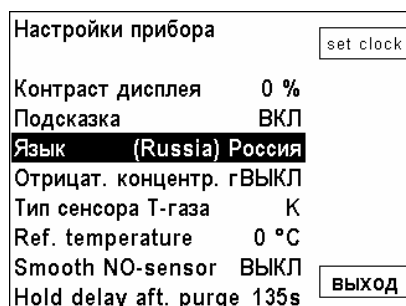 Настройки прибора
set clock
Контраст дисплея 0 %
Подсказка ВКЛ
Язык (Russia) Россия
Отрицат. концентр. гВЫКЛ
Тип сенсора Т-газа K
Ref. temperature 0 °C
Smooth NO-sensor ВЫКЛ
Hold delay aft. purge 135s
выход